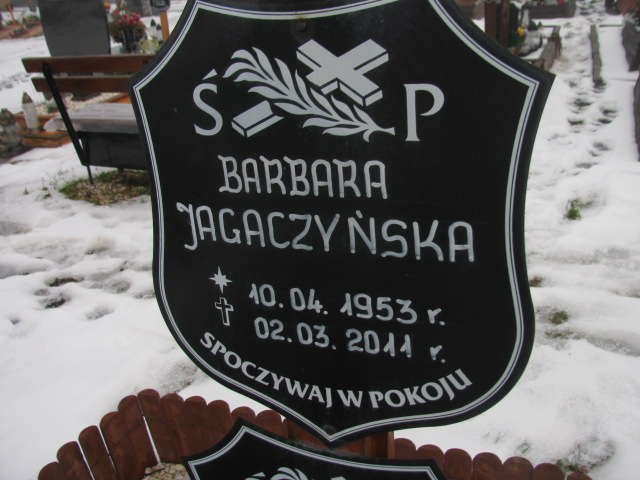 Ś P
BARBARA
JAGACZYŃSKA
10.04.1953 r.
02.03.2011 r.
SPOCZYWAJ W POKOJU